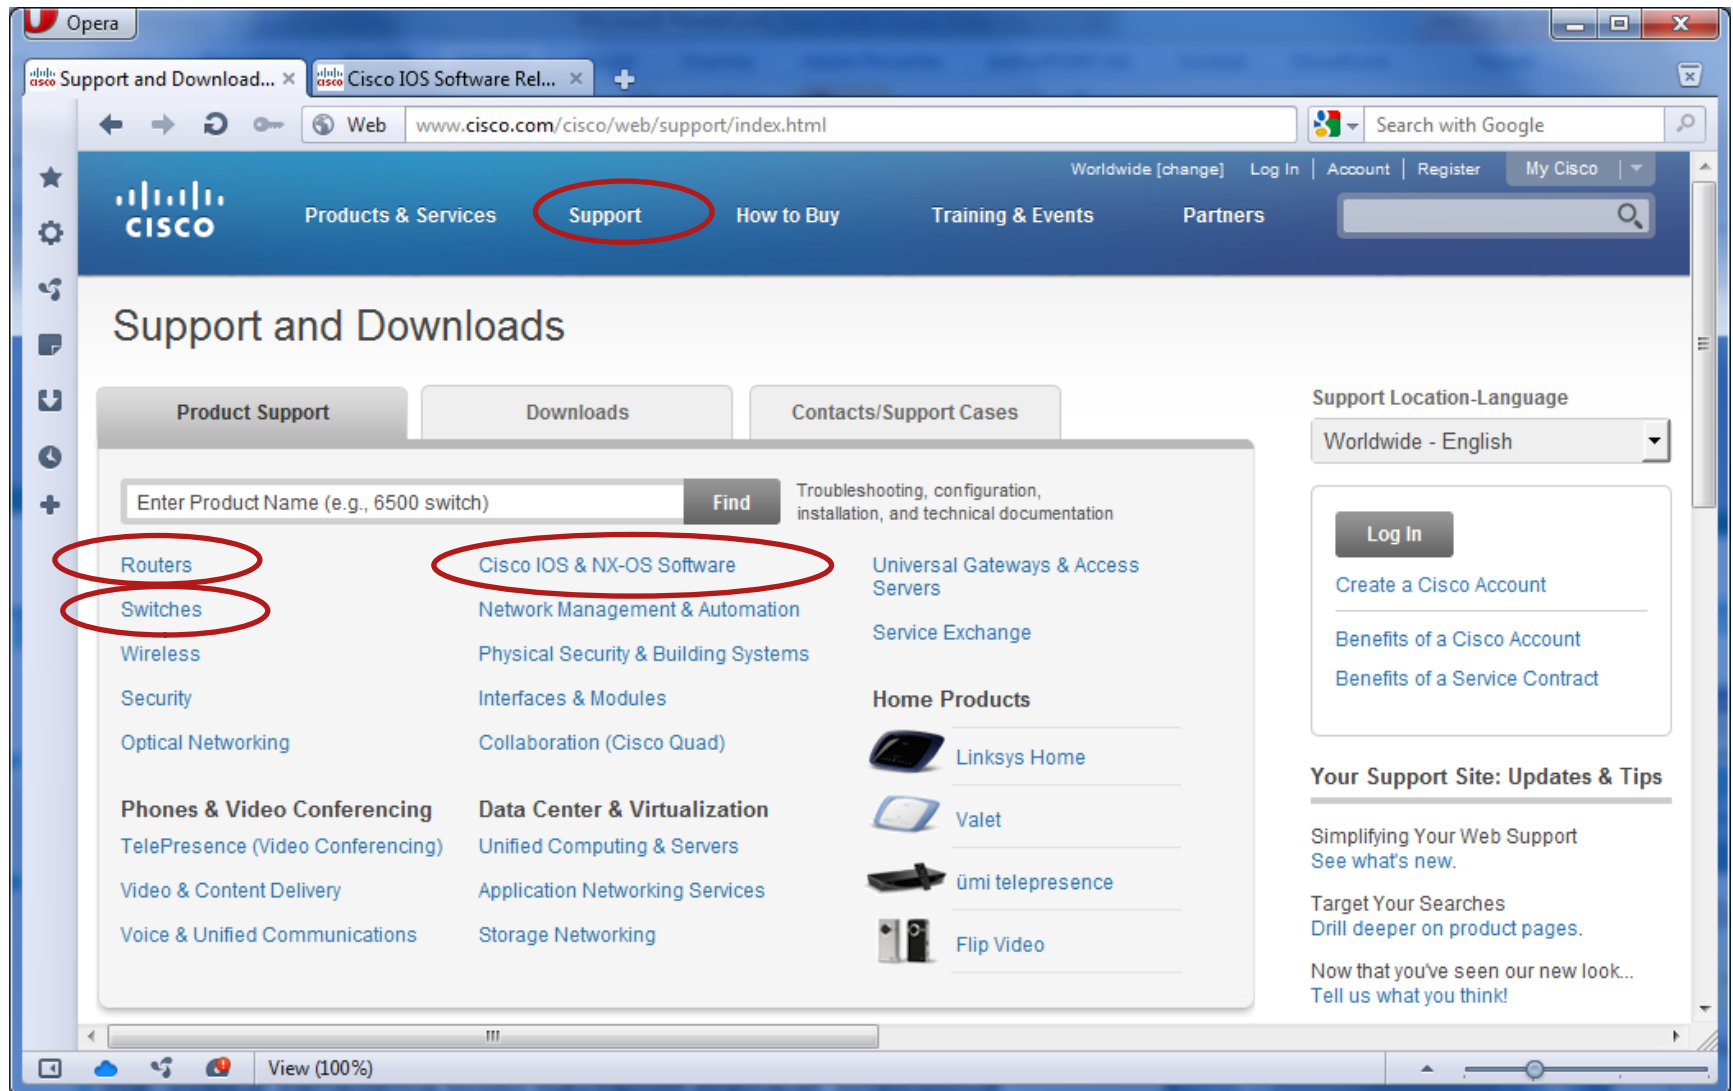 Opera
Support and Download...
Cisco IOS Software Rel...
Web
www.cisco.com/cisco/web/support/index.html
Search with Google
Worldwide [change]
Log In
Account
Register
My Cisco
CISCO
Products & Services
Support
How to Buy
Training & Events
Partners
Support and Downloads
Product Support
Downloads
Contacts/Support Cases
Enter Product Name (e.g., 6500 switch)
Find
Troubleshooting, configuration,
installation, and technical documentation
Routers
Switches
Wireless
Security
Optical Networking
Cisco IOS & NX-OS Software
Network Management & Automation
Physical Security & Building Systems
Interfaces & Modules
Collaboration (Cisco Quad)
Universal Gateways & Access
Servers
Service Exchange
Phones & Video Conferencing
TelePresence (Video Conferencing)
Video & Content Delivery
Voice & Unified Communications
Data Center & Virtualization
Unified Computing & Servers
Application Networking Services
Storage Networking
Home Products
Linksys Home
Valet
ümi telepresence
Flip Video
Support Location-Language
Worldwide - English
Log In
Create a Cisco Account
Benefits of a Cisco Account
Benefits of a Service Contract
Your Support Site: Updates & Tips
Simplifying Your Web Support
See what's new.
Target Your Searches
Drill deeper on product pages.
Now that you've seen our new look...
Tell us what you think!
View (100%)